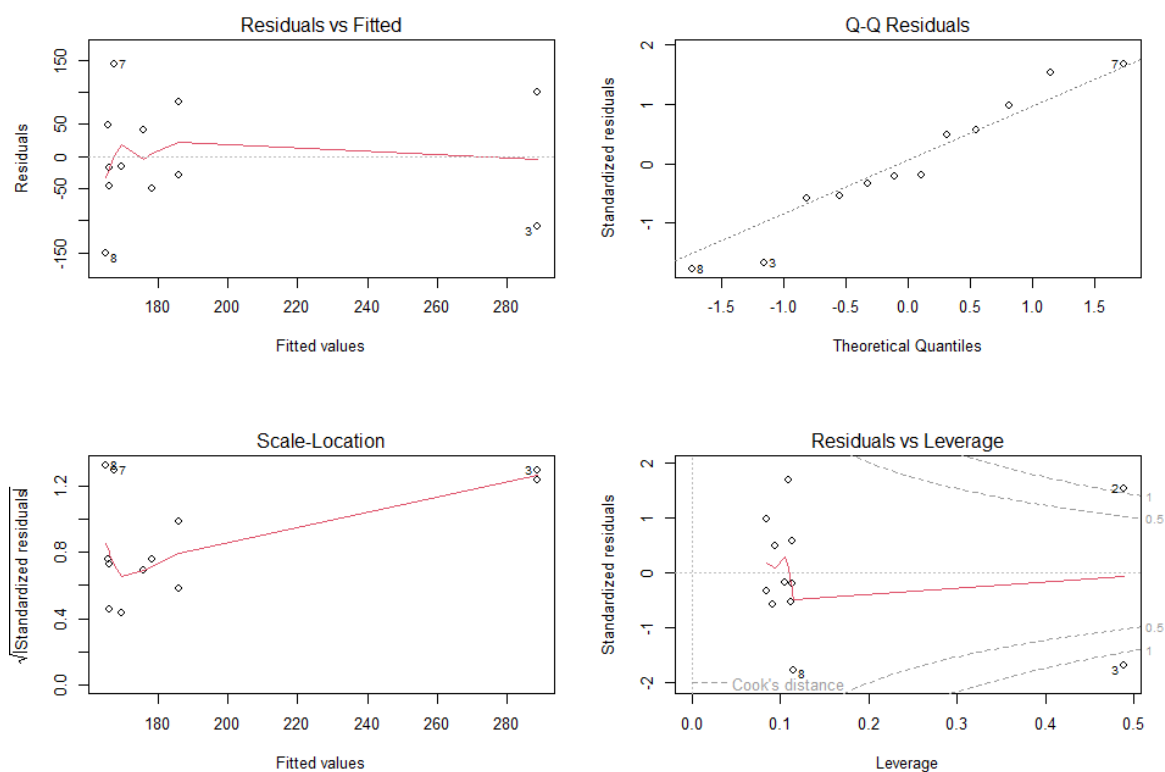 Residuals vs Fitted
Residuals
150
50
0
-50
-150
7
3
8
180 200 220 240 260 280
Fitted values
Q-Q Residuals
Standardized residuals
2
1
0
-1
7
3
8
-1.5 -1.0 -0.5 0.0 0.5 1.0 1.5
Theoretical Quantiles
Scale-Location
√|Standardized residuals|
1.2
0.8
0.4
0.0
8 7
3
180 200 220 240 260 280
Fitted values
Residuals vs Leverage
Standardized residuals
2
1
0
-1
-2
2
1
0.5
0.5
1
3
8
Cook's distance
0.0 0.1 0.2 0.3 0.4 0.5
Leverage